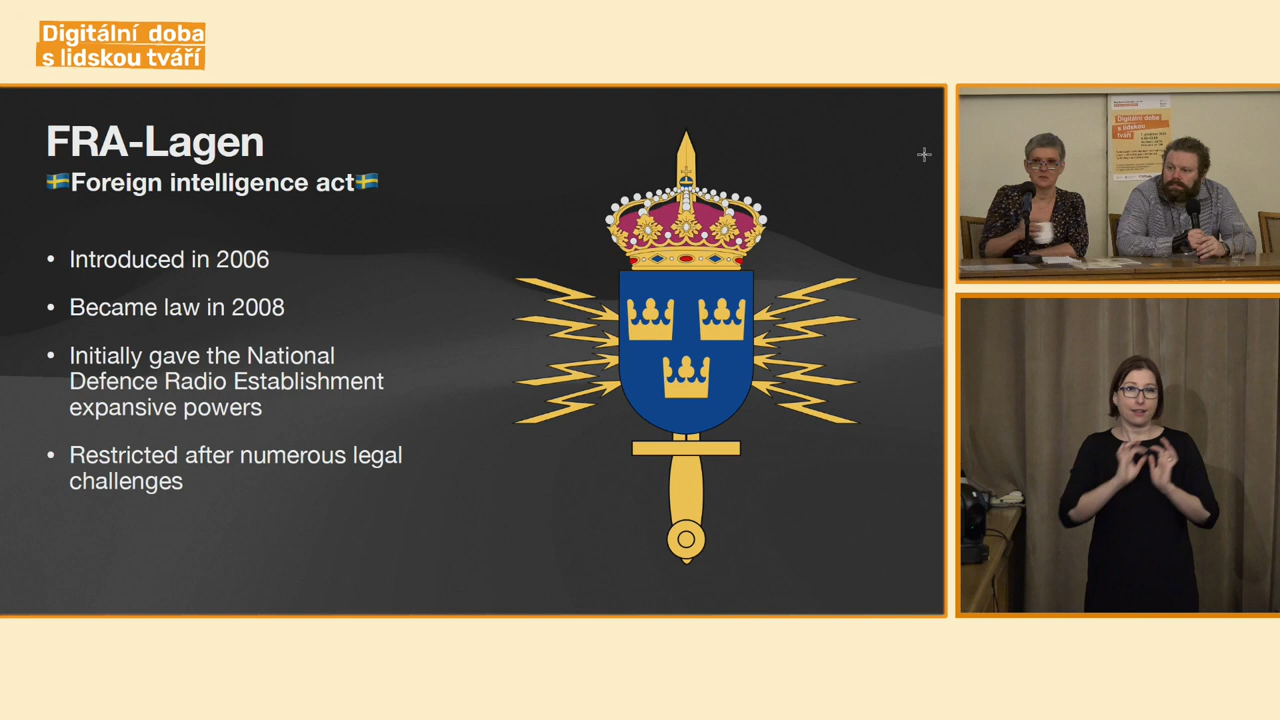 Digitální doba
s lidskou tváří
FRA-Lagen
🇸🇪Foreign intelligence act🇸🇪
• Introduced in 2006
• Became law in 2008
• Initially gave the National
Defence Radio Establishment
expansive powers
• Restricted after numerous legal
challenges
Digitální doba
s lidskou
tváří